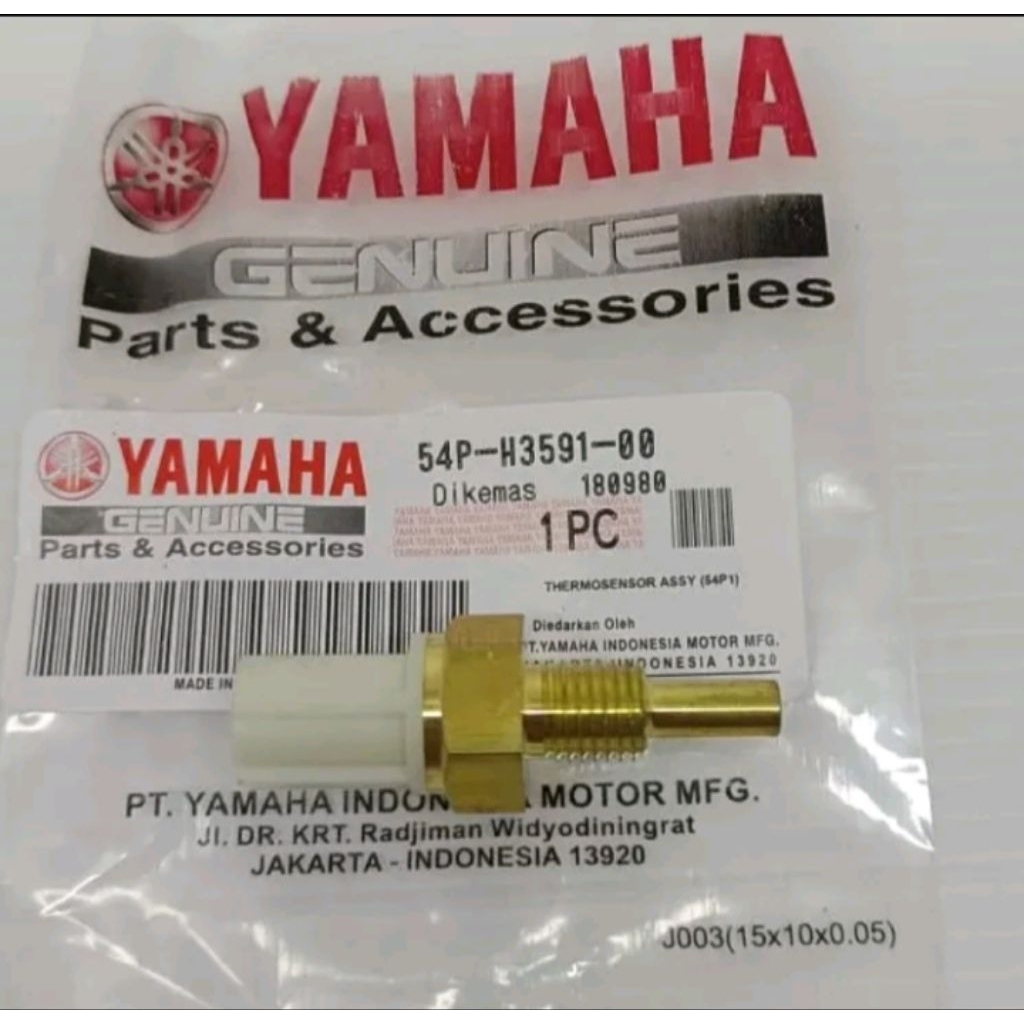 YAMAHA
GENUINE
Parts & Accessories
YAMAHA
GENUINE
Parts & Accessories
54P-H3591-00
Dikemas 180980
1 PC
THERMOSENSOR ASSY (54P1)
Diedarkan Oleh
PT.YAMAHA INDONESIA MOTOR MFG.
INDONESIA 13920
MADE IN
PT. YAMAHA INDON A MOTOR MFG.
Jl. DR. KRT. Radjiman Widyodiningrat
JAKARTA - INDONESIA 13920
J003(15x10x0.05)